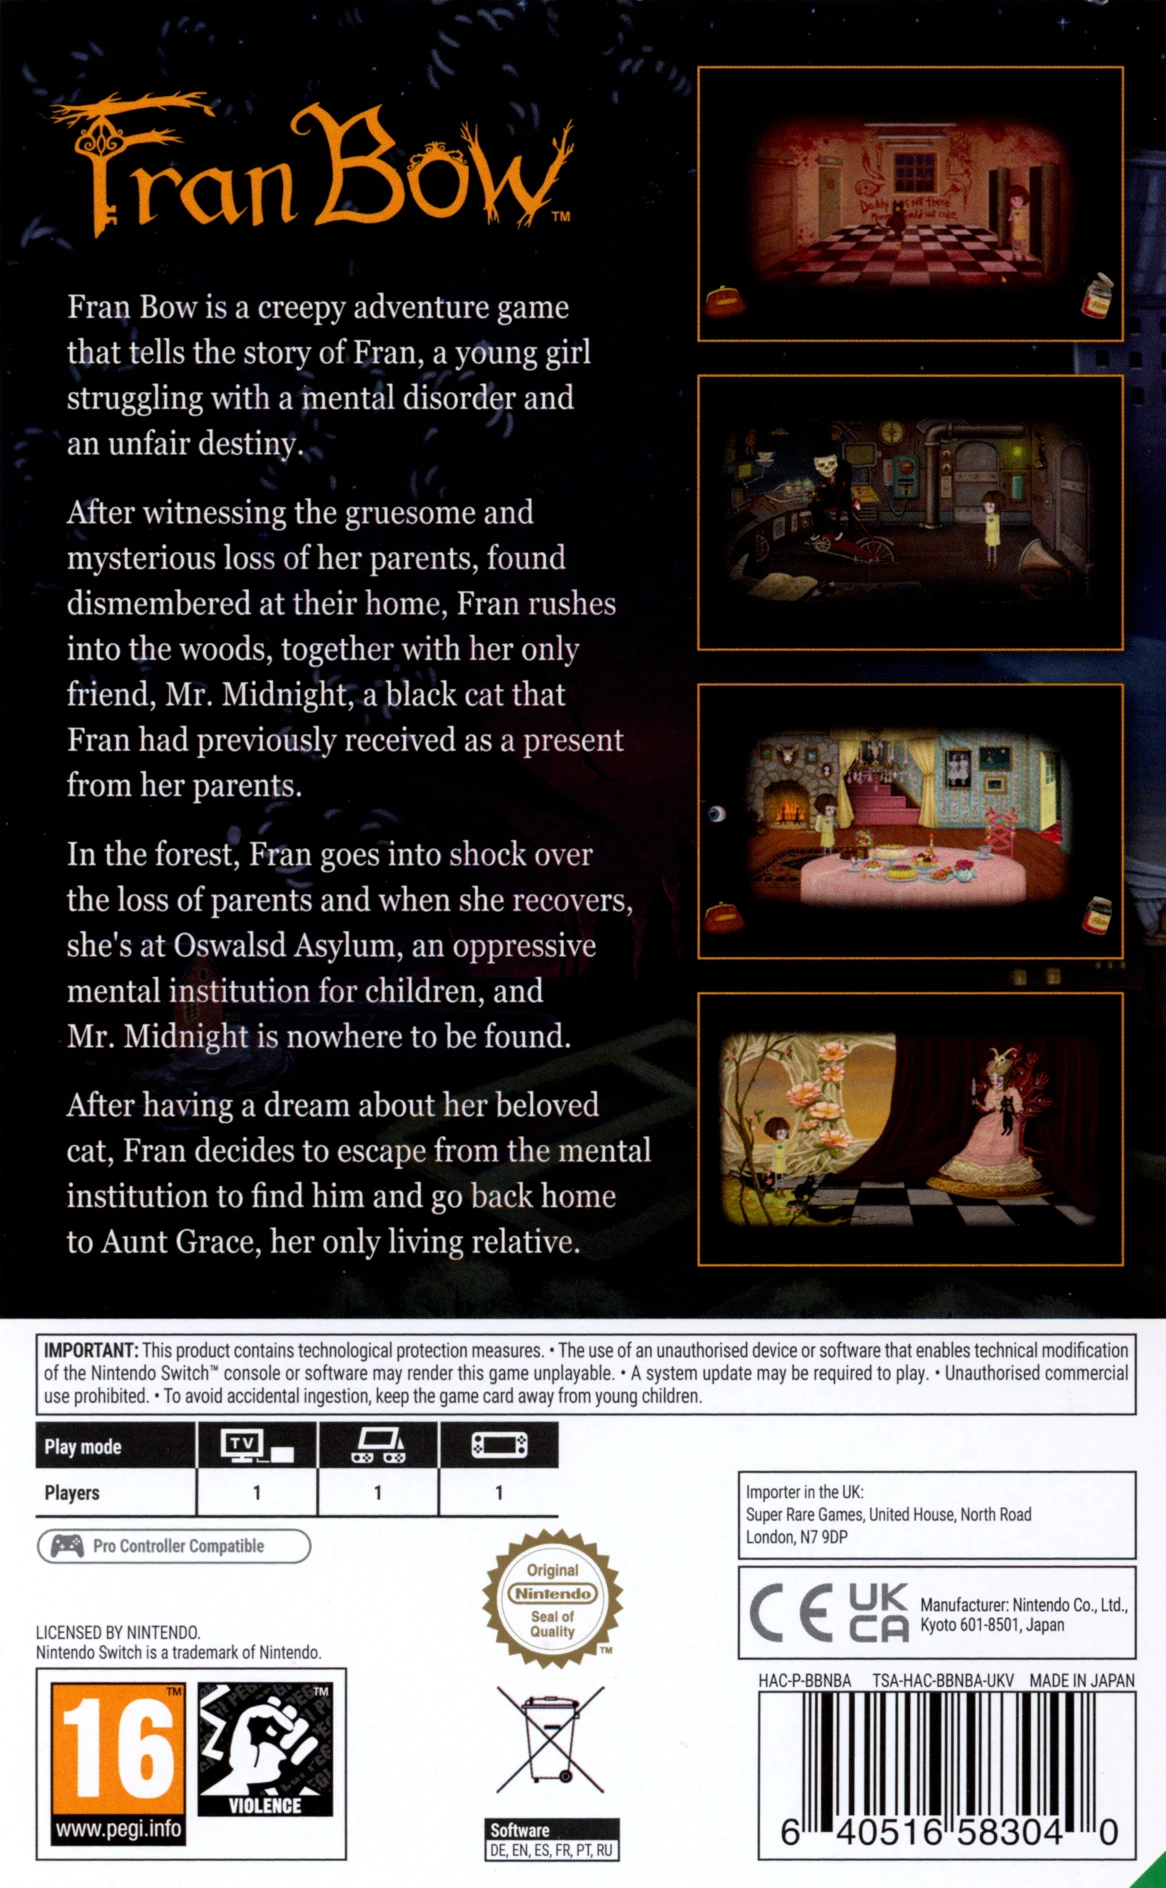 Fran Bow™
Fran Bow is a creepy adventure game
that tells the story of Fran, a young girl
struggling with a mental disorder and
an unfair destiny.
After witnessing the gruesome and
mysterious loss of her parents, found
dismembered at their home, Fran rushes
into the woods, together with her only
friend, Mr. Midnight, a black cat that
Fran had previously received as a present
from her parents.
In the forest, Fran goes into shock over
the loss of parents and when she recovers,
she's at Oswalsd Asylum, an oppressive
mental institution for children, and
Mr. Midnight is nowhere to be found.
After having a dream about her beloved
cat, Fran decides to escape from the mental
institution to find him and go back home
to Aunt Grace, her only living relative.
Daddy not there
IMPORTANT: This product contains technological protection measures. • The use of an unauthorised device or software that enables technical modification
of the Nintendo Switch™ console or software may render this game unplayable. • A system update may be required to play. • Unauthorised commercial
use prohibited. • To avoid accidental ingestion, keep the game card away from young children.
Play mode TV
Players 1 1 1
Pro Controller Compatible
LICENSED BY NINTENDO.
Nintendo Switch is a trademark of Nintendo.
16™
www.pegi.info
™
VIOLENCE
Original
Nintendo
Seal of
Quality
™
Software
DE, EN, ES, FR, PT, RU
Importer in the UK:
Super Rare Games, United House, North Road
London, N7 9DP
CE UK
CA
Manufacturer: Nintendo Co., Ltd.,
Kyoto 601-8501, Japan
HAC-P-BBNBA TSA-HAC-BBNBA-UKV MADE IN JAPAN
6 40516 58304 0